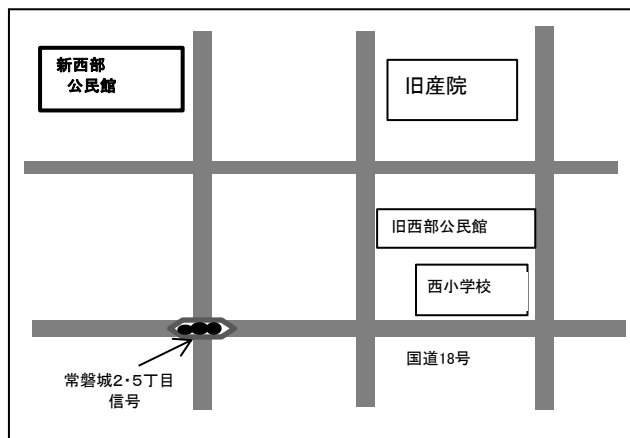 新西部
公民館
旧産院
旧西部公民館
西小学校
国道18号
常磐城2・5丁目
信号